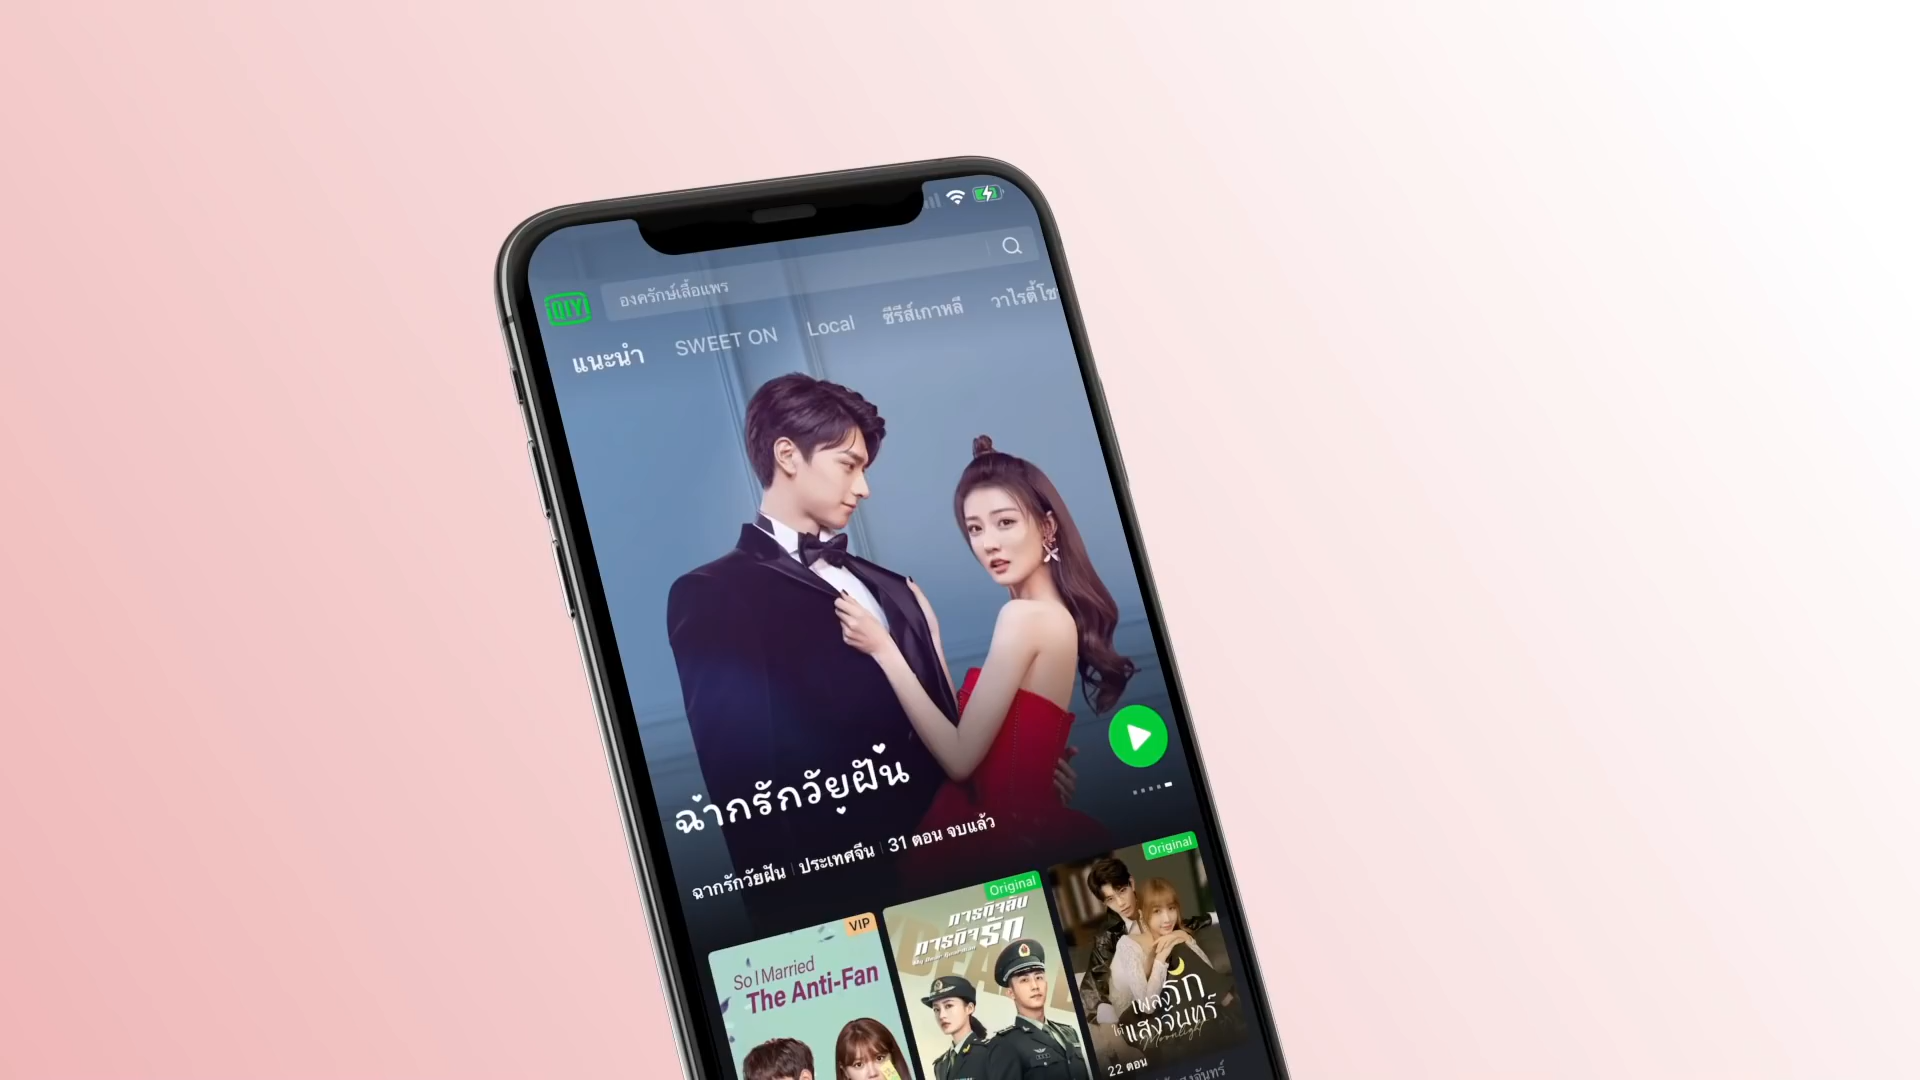 iQIYI
องครักษ์เสื้อแพร
แนะนำ
SWEET ON
Local
ซีรีส์เกาหลี
วาไรตี้โชว์
ฉากรักวัยฝัน
ฉากรักวัยฝัน | ประเทศจีน | 31 ตอน จบแล้ว
VIP
So I Married
The Anti-Fan
Original
ภารกิจลับ
ภารกิจรัก
My Dear Guardian
Original
เพลงรัก
ใต้แสงจันทร์
Moonlight
22 ตอน